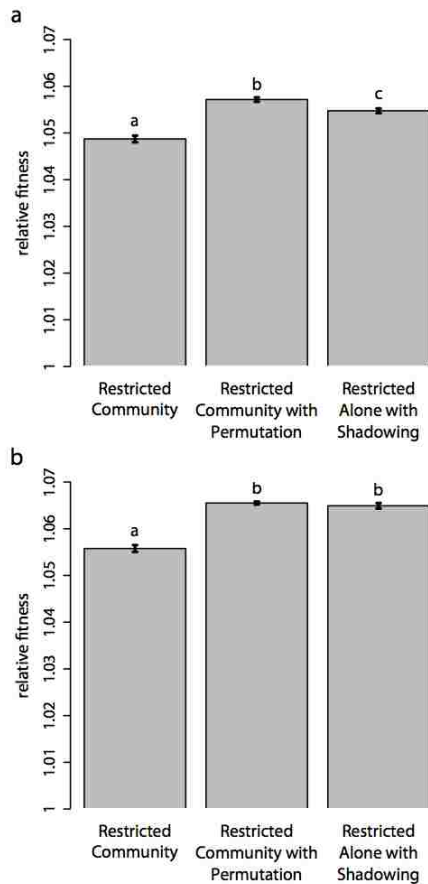 a
relative fitness
1.07
1.06
1.05
1.04
1.03
1.02
1.01
1
a
b
c
Restricted
Community
Restricted
Community with
Permutation
Restricted
Alone with
Shadowing
b
relative fitness
1.07
1.06
1.05
1.04
1.03
1.02
1.01
1
a
b
b
Restricted
Community
Restricted
Community with
Permutation
Restricted
Alone with
Shadowing